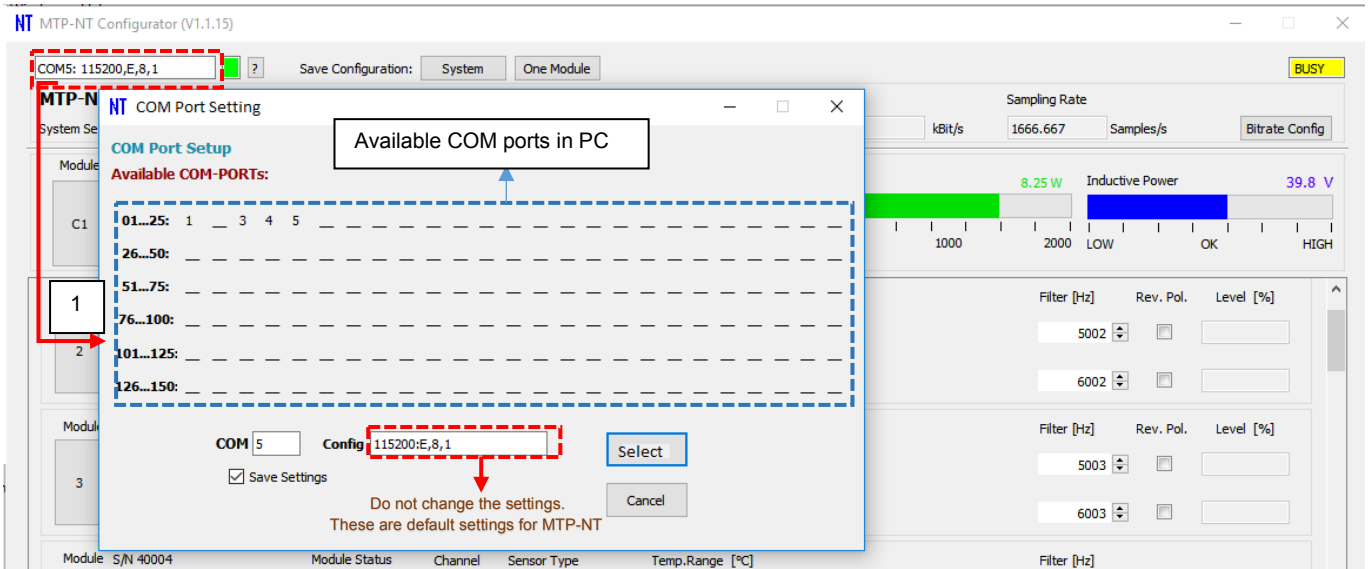 NT MTP-NT Configurator (V1.1.15)
COM5: 115200,E,8,1 ? Save Configuration: System One Module BUSY
MTP-N Sampling Rate
System Se kBit/s 1666.667 Samples/s Bitrate Config
NT COM Port Setting
Available COM ports in PC
COM Port Setup
Available COM-PORTs:
Module 8.25 W Inductive Power 39.8 V
C1
1000 2000 LOW OK HIGH
01...25: 1 _ 3 4 5 _ _ _ _ _ _ _ _ _ _ _ _ _ _ _ _ _ _ _ _
26...50: _ _ _ _ _ _ _ _ _ _ _ _ _ _ _ _ _ _ _ _ _ _ _ _ _
51...75: _ _ _ _ _ _ _ _ _ _ _ _ _ _ _ _ _ _ _ _ _ _ _ _ _
76...100: _ _ _ _ _ _ _ _ _ _ _ _ _ _ _ _ _ _ _ _ _ _ _ _ _
101...125: _ _ _ _ _ _ _ _ _ _ _ _ _ _ _ _ _ _ _ _ _ _ _ _ _
126...150: _ _ _ _ _ _ _ _ _ _ _ _ _ _ _ _ _ _ _ _ _ _ _ _ _
1
2
Filter [Hz] Rev. Pol. Level [%]
5002
6002
COM 5 Config 115200:E,8,1 Select
Save Settings
Do not change the settings.
These are default settings for MTP-NT
Cancel
Module Filter [Hz] Rev. Pol. Level [%]
3 5003
6003
Module S/N 40004 Module Status Channel Sensor Type Temp.Range [ºC] Filter [Hz]